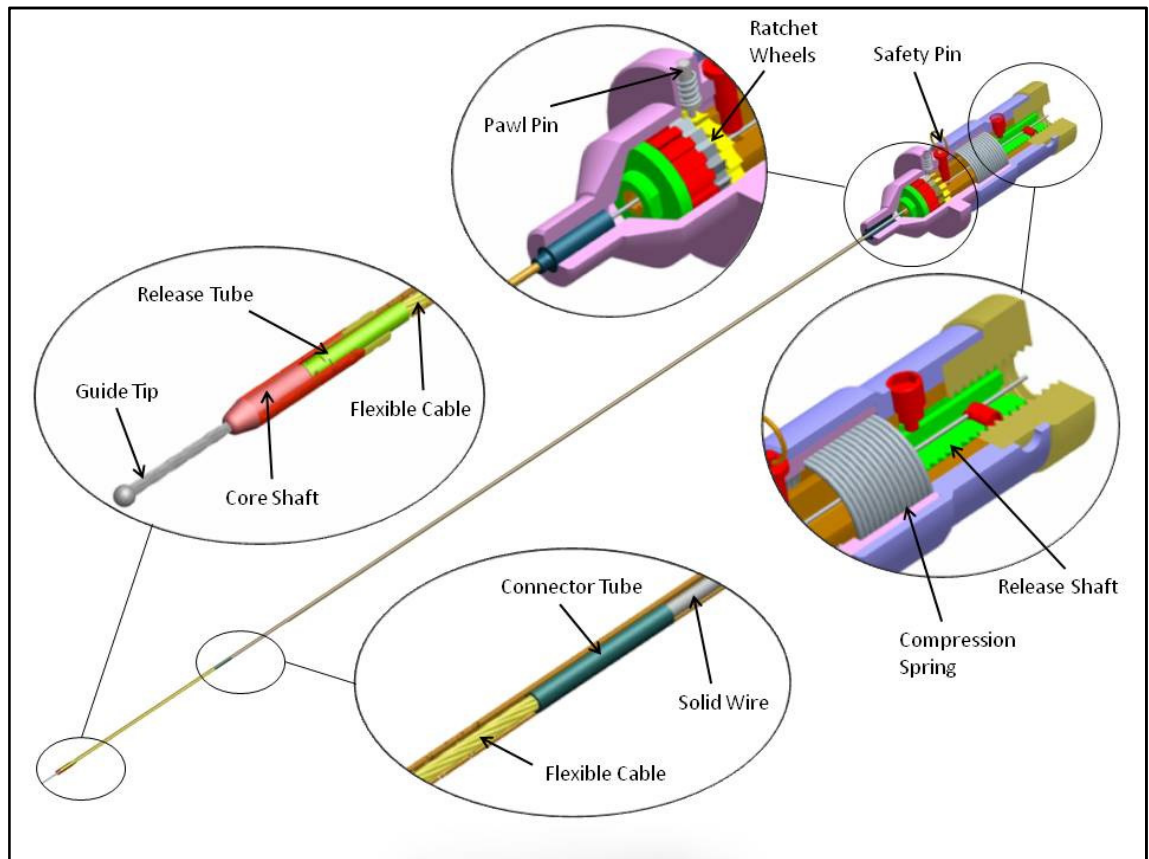 Ratchet
Wheels
Safety Pin
Pawl Pin
Release Tube
Guide Tip
Flexible Cable
Core Shaft
Connector Tube
Release Shaft
Compression
Spring
Solid Wire
Flexible Cable